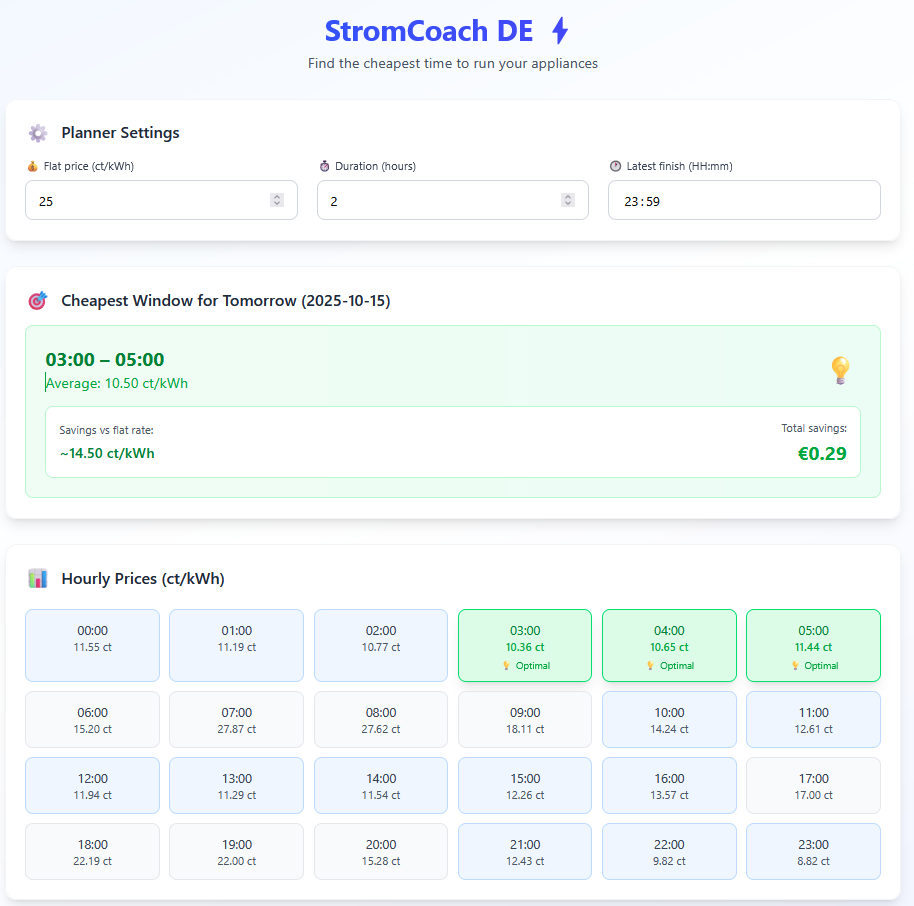 StromCoach DE ⚡
Find the cheapest time to run your appliances
⚙️ Planner Settings
💰 Flat price (ct/kWh)
25
⏱️ Duration (hours)
2
🕐 Latest finish (HH:mm)
23:59
🎯 Cheapest Window for Tomorrow (2025-10-15)
03:00 – 05:00
Average: 10.50 ct/kWh
💡
Savings vs flat rate:
~14.50 ct/kWh
Total savings:
€0.29
📊 Hourly Prices (ct/kWh)
00:00
11.55 ct
01:00
11.19 ct
02:00
10.77 ct
03:00
10.36 ct
💡 Optimal
04:00
10.65 ct
💡 Optimal
05:00
11.44 ct
💡 Optimal
06:00
15.20 ct
07:00
27.87 ct
08:00
27.62 ct
09:00
18.11 ct
10:00
14.24 ct
11:00
12.61 ct
12:00
11.94 ct
13:00
11.29 ct
14:00
11.54 ct
15:00
12.26 ct
16:00
13.57 ct
17:00
17.00 ct
18:00
22.19 ct
19:00
22.00 ct
20:00
15.28 ct
21:00
12.43 ct
22:00
9.82 ct
23:00
8.82 ct